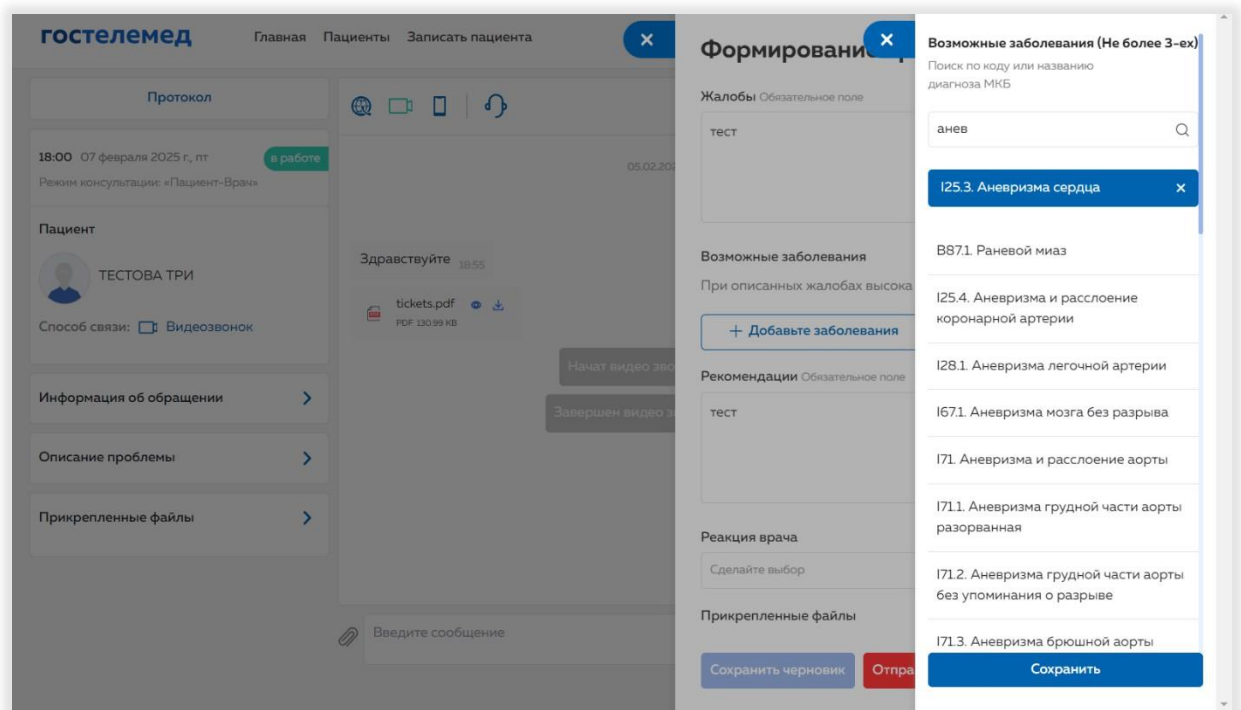 гостелемед
Главная Пациенты Записать пациента
Протокол
18:00 07 февраля 2025 г., пт
в работе
Режим консультации: «Пациент-Врач»
Пациент
ТЕСТОВА ТРИ
Способ связи: Видеозвонок
Информация об обращении
Описание проблемы
Прикрепленные файлы
05.02.202
Здравствуйте 18:55
tickets.pdf
PDF 130.99 KB
Начат видео зво
Завершен видео з
Введите сообщение
Формировани
Жалобы Обязательное поле
тест
Возможные заболевания
При описанных жалобах высока
+ Добавьте заболевания
Рекомендации Обязательное поле
тест
Реакция врача
Сделайте выбор
Прикрепленные файлы
Сохранить черновик
Отпра
Возможные заболевания (Не более 3-ех)
Поиск по коду или названию
диагноза МКБ
анев
I25.3. Аневризма сердца
B87.1. Раневой миаз
I25.4. Аневризма и расслоение
коронарной артерии
I28.1. Аневризма легочной артерии
I67.1. Аневризма мозга без разрыва
I71. Аневризма и расслоение аорты
I71.1. Аневризма грудной части аорты
разорванная
I71.2. Аневризма грудной части аорты
без упоминания о разрыве
I71.3. Аневризма брюшной аорты
Сохранить